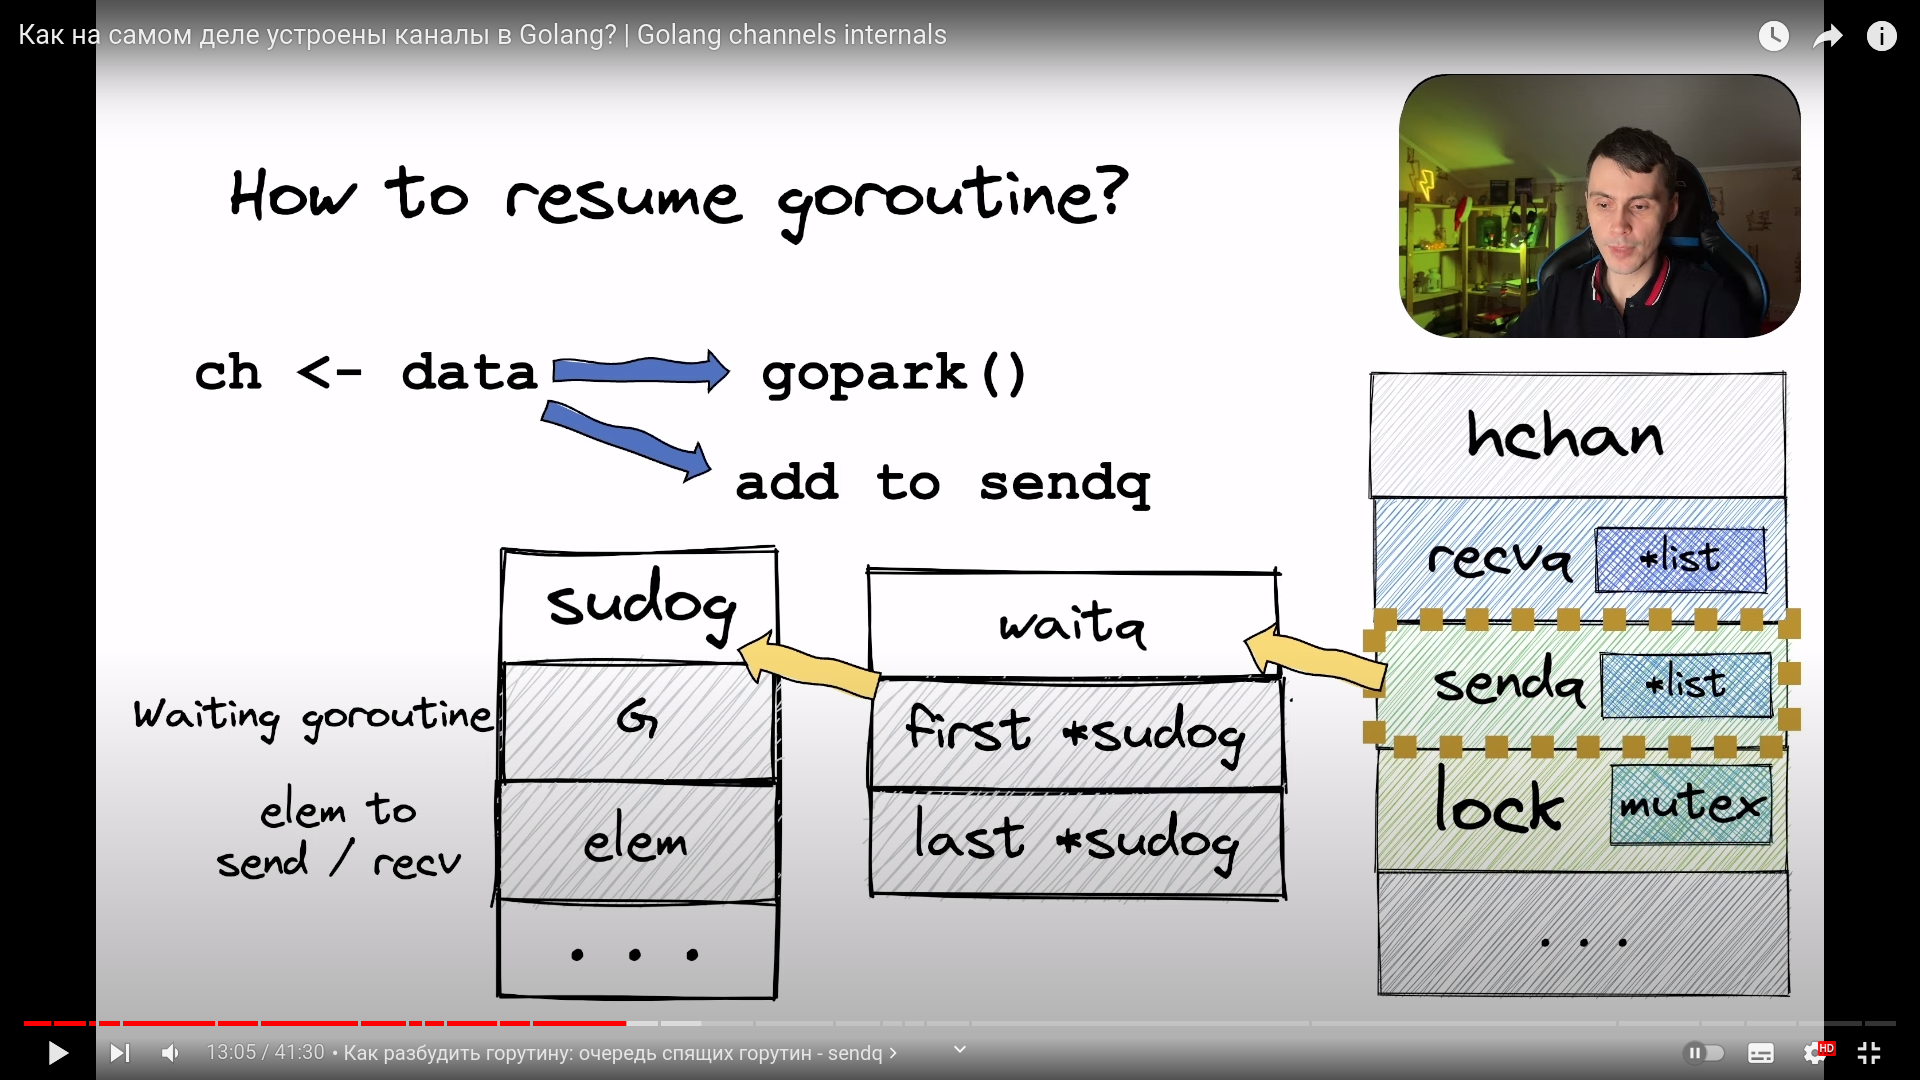 Как на самом деле устроены каналы в Golang? | Golang channels internals
How to resume goroutine?
ch <- data
gopark()
add to sendq
hchan
recvq
*list
sendq
*list
lock
mutex
. . .
waitq
first *sudog
last *sudog
sudog
G
elem
. . .
Waiting goroutine
elem to
send / recv
13:05 / 41:30 • Как разбудить горутину: очередь спящих горутин - sendq
HD